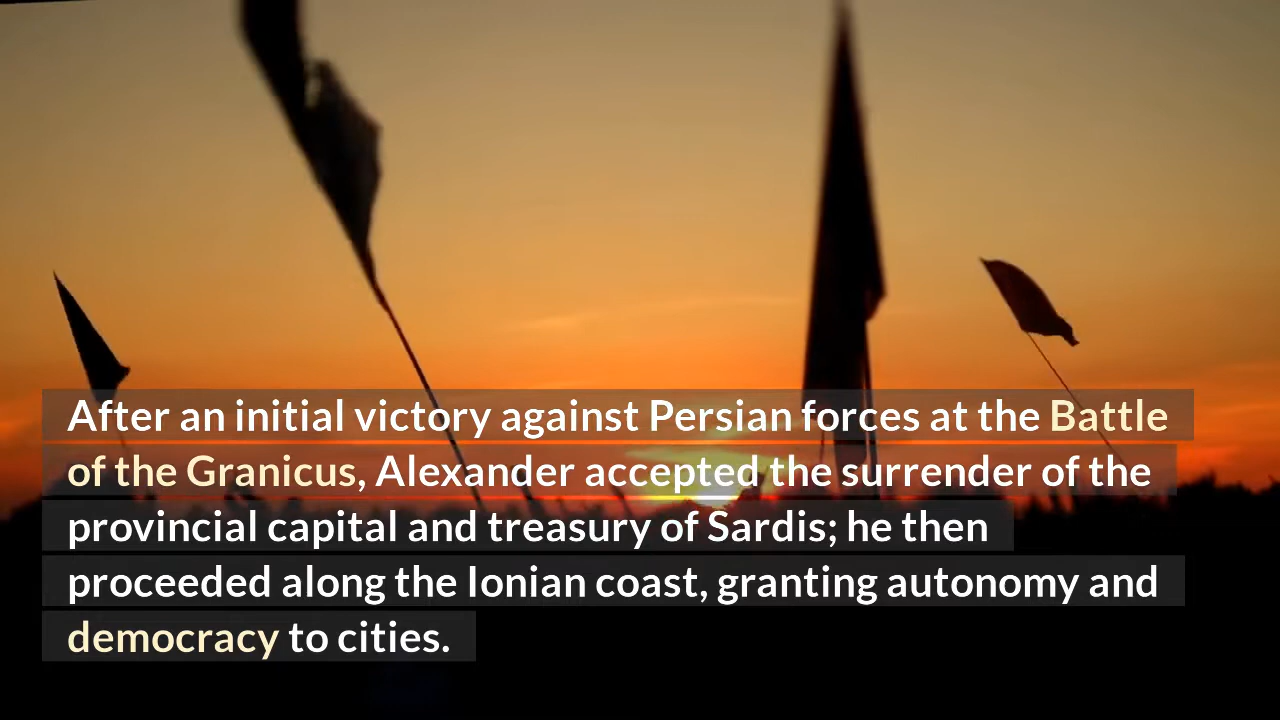 After an initial victory against Persian forces at the Battle
of the Granicus, Alexander accepted the surrender of the
provincial capital and treasury of Sardis; he then
proceeded along the Ionian coast, granting autonomy and
democracy to cities.